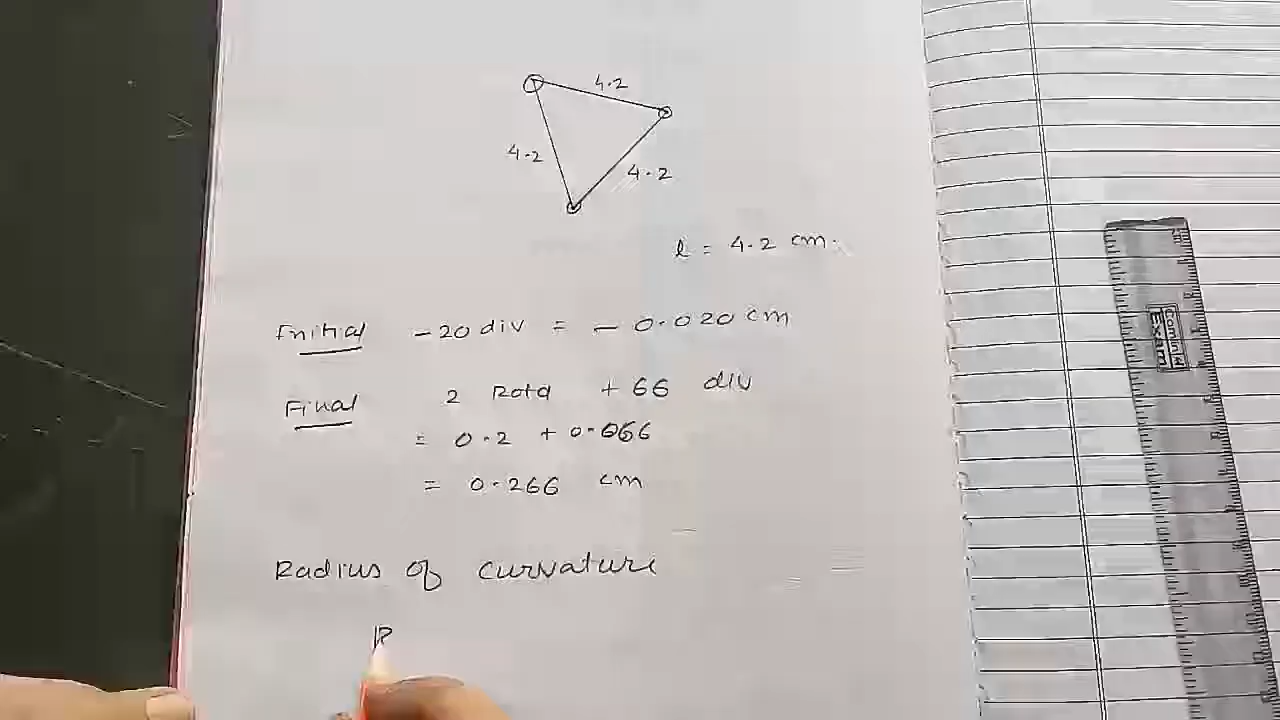 4.2
4.2
4.2
l = 4.2 cm.
Initial -20 div = - 0.020 cm
Final 2 Rotd + 66 div
= 0.2 + 0.066
= 0.266 cm
Radius of curvature
R
Exam